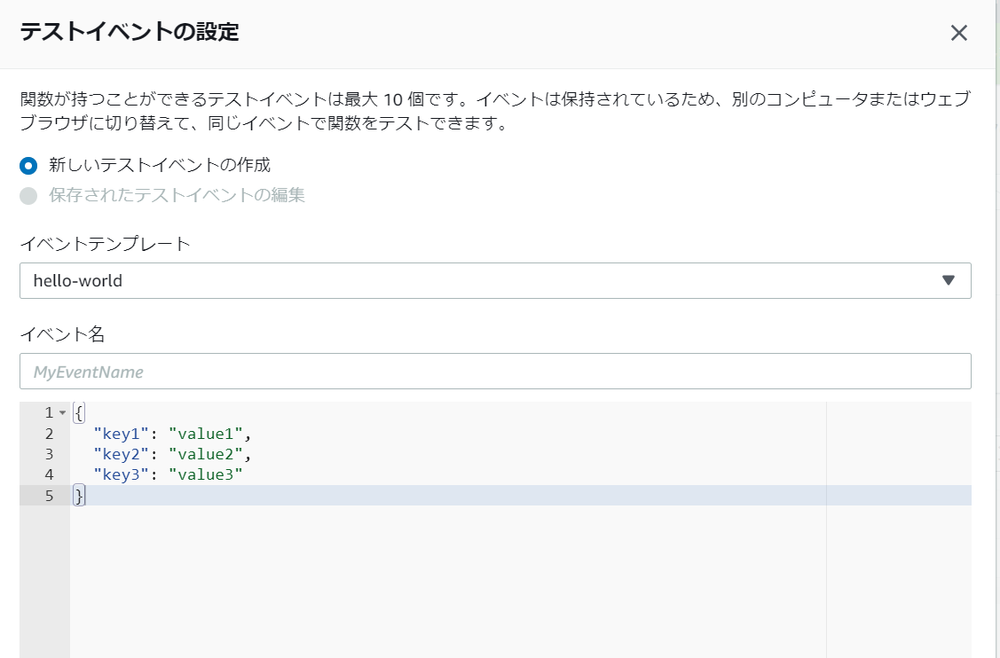 テストイベントの設定
関数が持つことができるテストイベントは最大 10 個です。イベントは保持されているため、別のコンピュータまたはウェブ
ブラウザに切り替えて、同じイベントで関数をテストできます。
新しいテストイベントの作成
保存されたテストイベントの編集
イベントテンプレート
hello-world
イベント名
MyEventName
1 {
2 "key1": "value1",
3 "key2": "value2",
4 "key3": "value3"
5 }